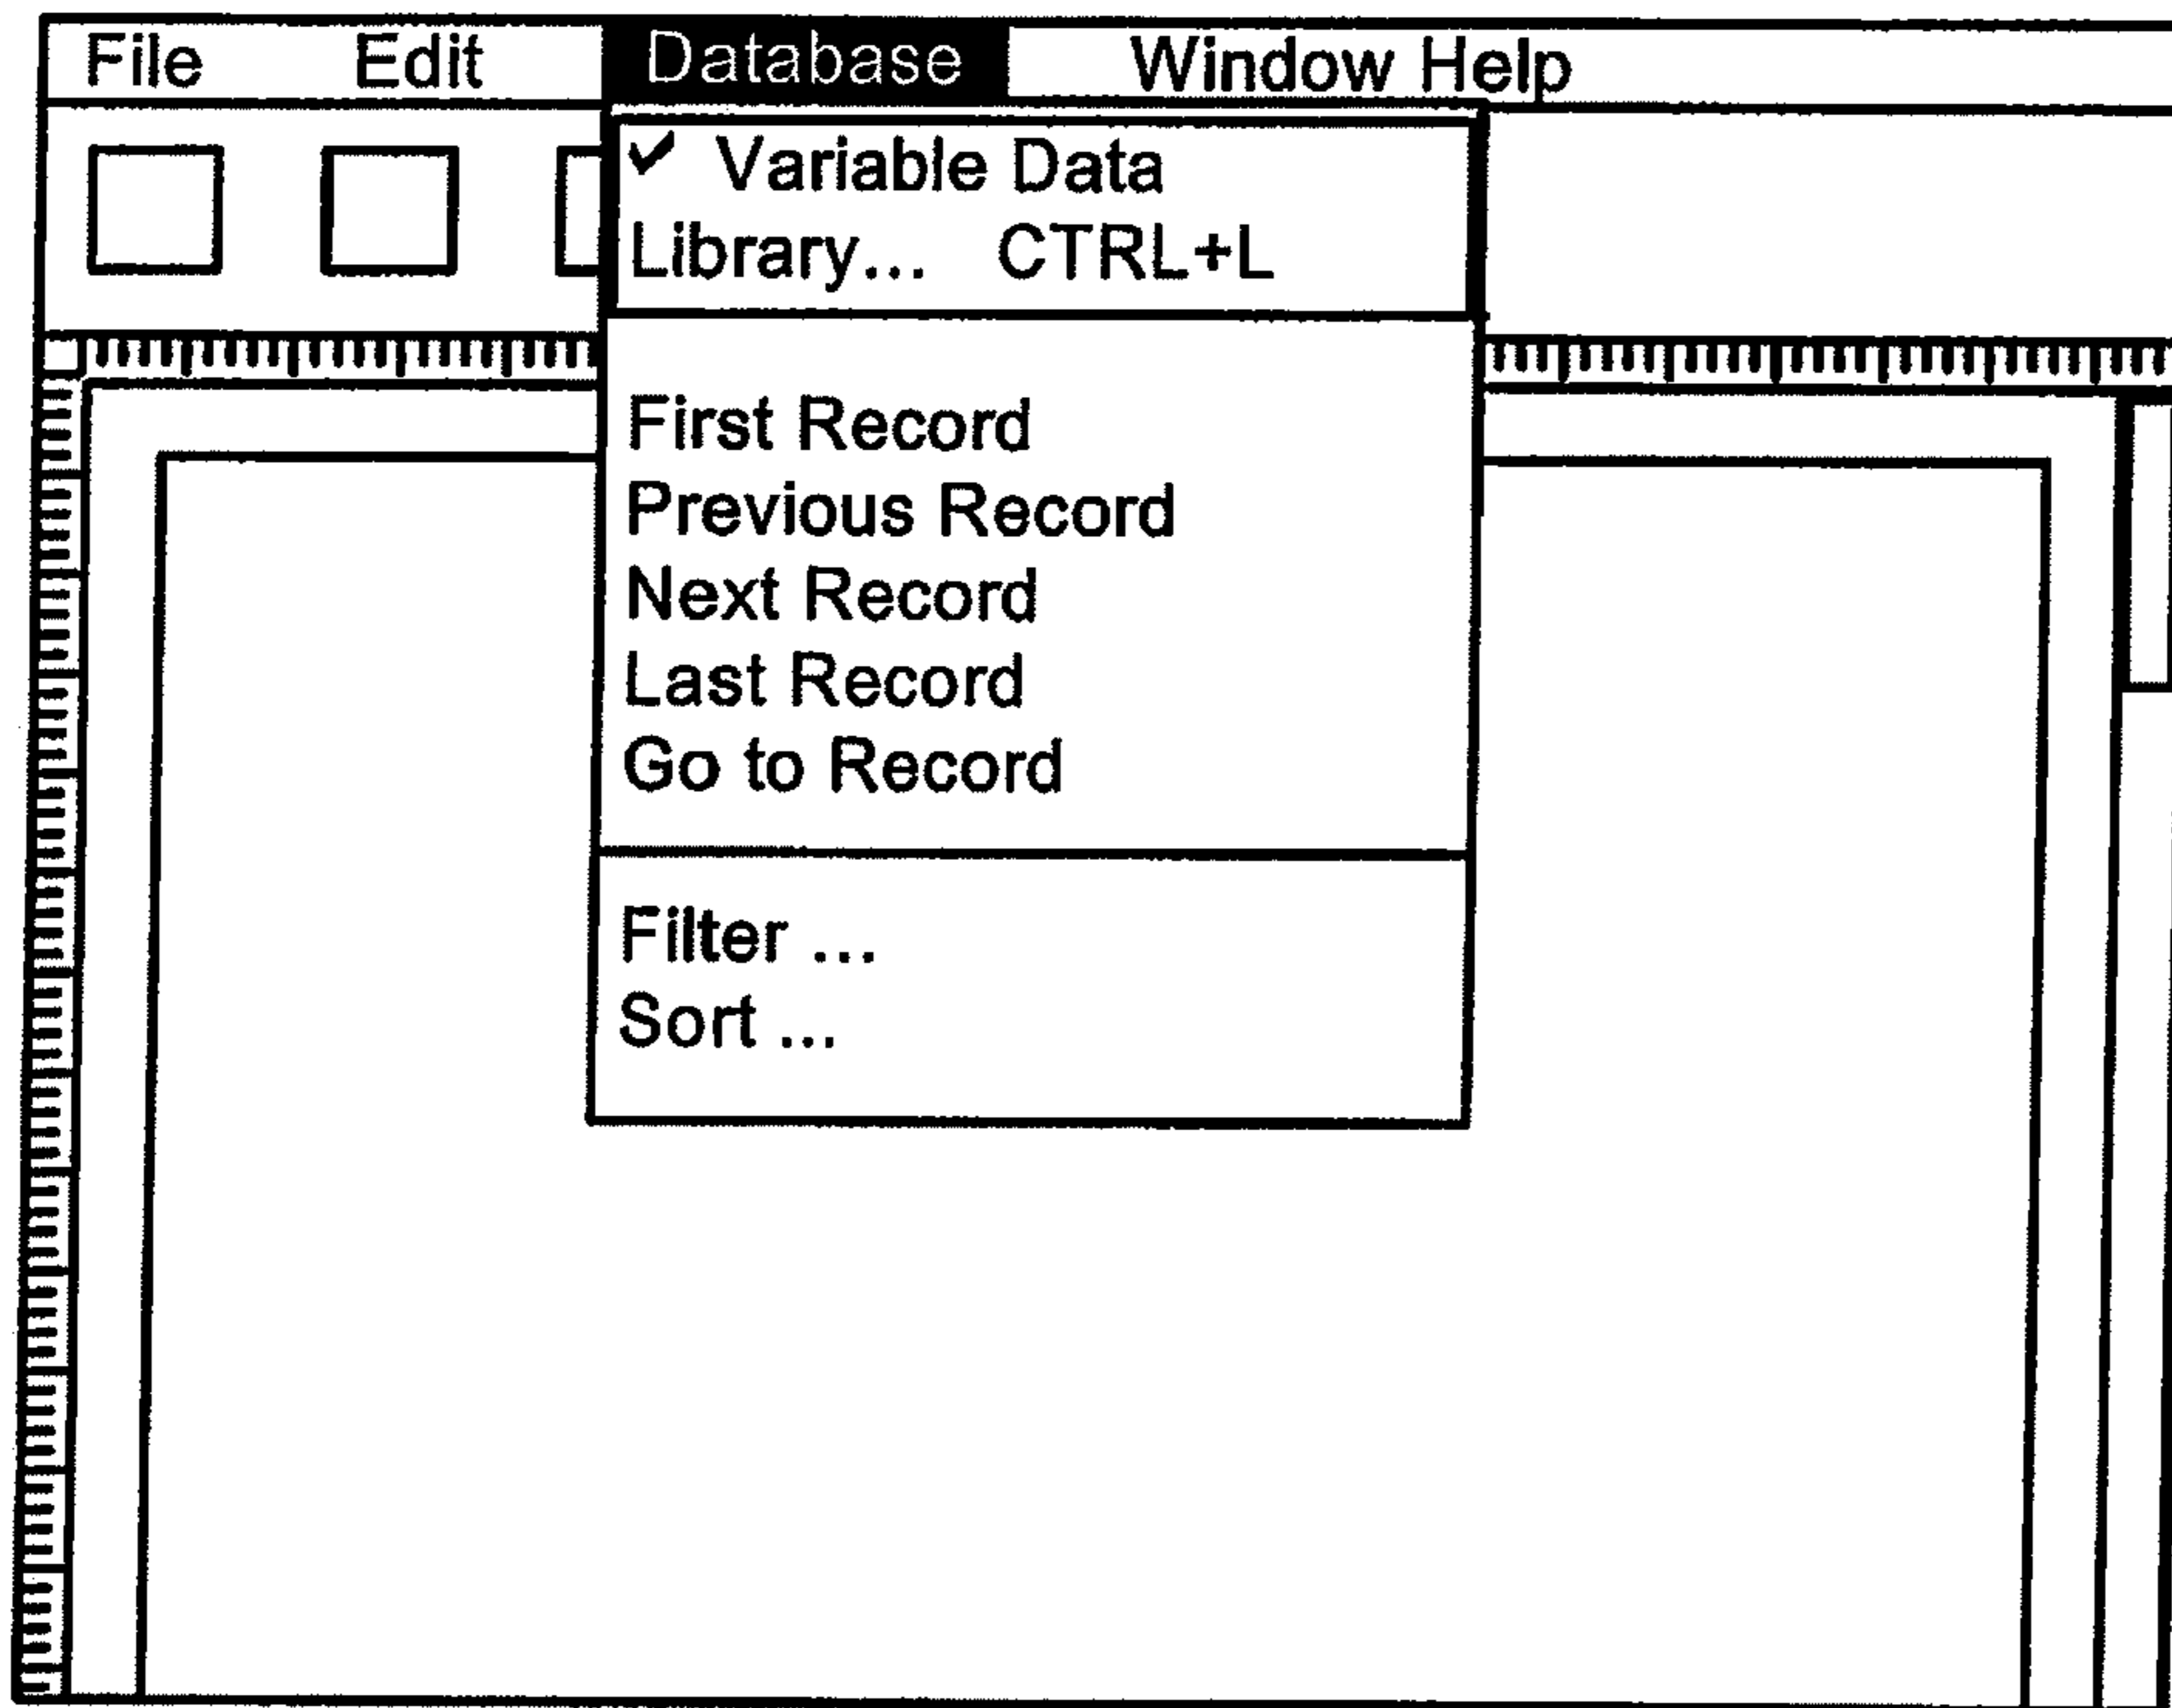 File Edit Database Window Help
✓ Variable Data
Library... CTRL+L
First Record
Previous Record
Next Record
Last Record
Go to Record
Filter ...
Sort ...